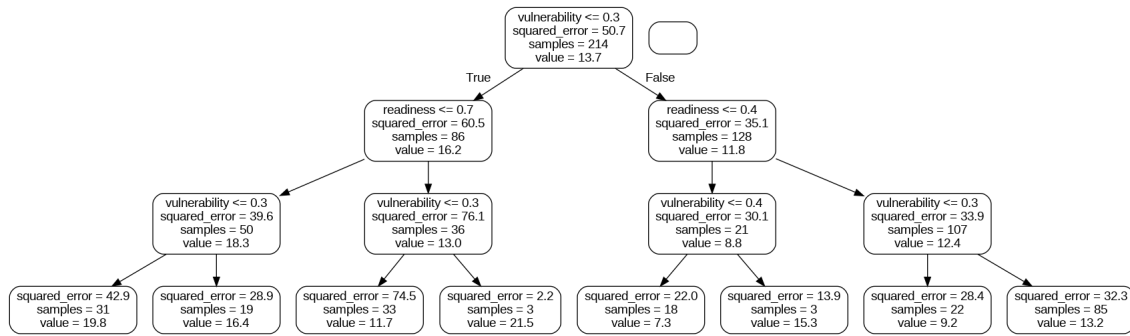 vulnerability <= 0.3
squared_error = 50.7
samples = 214
value = 13.7
True
False
readiness <= 0.7
squared_error = 60.5
samples = 86
value = 16.2
readiness <= 0.4
squared_error = 35.1
samples = 128
value = 11.8
vulnerability <= 0.3
squared_error = 39.6
samples = 50
value = 18.3
vulnerability <= 0.3
squared_error = 76.1
samples = 36
value = 13.0
vulnerability <= 0.4
squared_error = 30.1
samples = 21
value = 8.8
vulnerability <= 0.3
squared_error = 33.9
samples = 107
value = 12.4
squared_error = 42.9
samples = 31
value = 19.8
squared_error = 28.9
samples = 19
value = 16.4
squared_error = 74.5
samples = 33
value = 11.7
squared_error = 2.2
samples = 3
value = 21.5
squared_error = 22.0
samples = 18
value = 7.3
squared_error = 13.9
samples = 3
value = 15.3
squared_error = 28.4
samples = 22
value = 9.2
squared_error = 32.3
samples = 85
value = 13.2